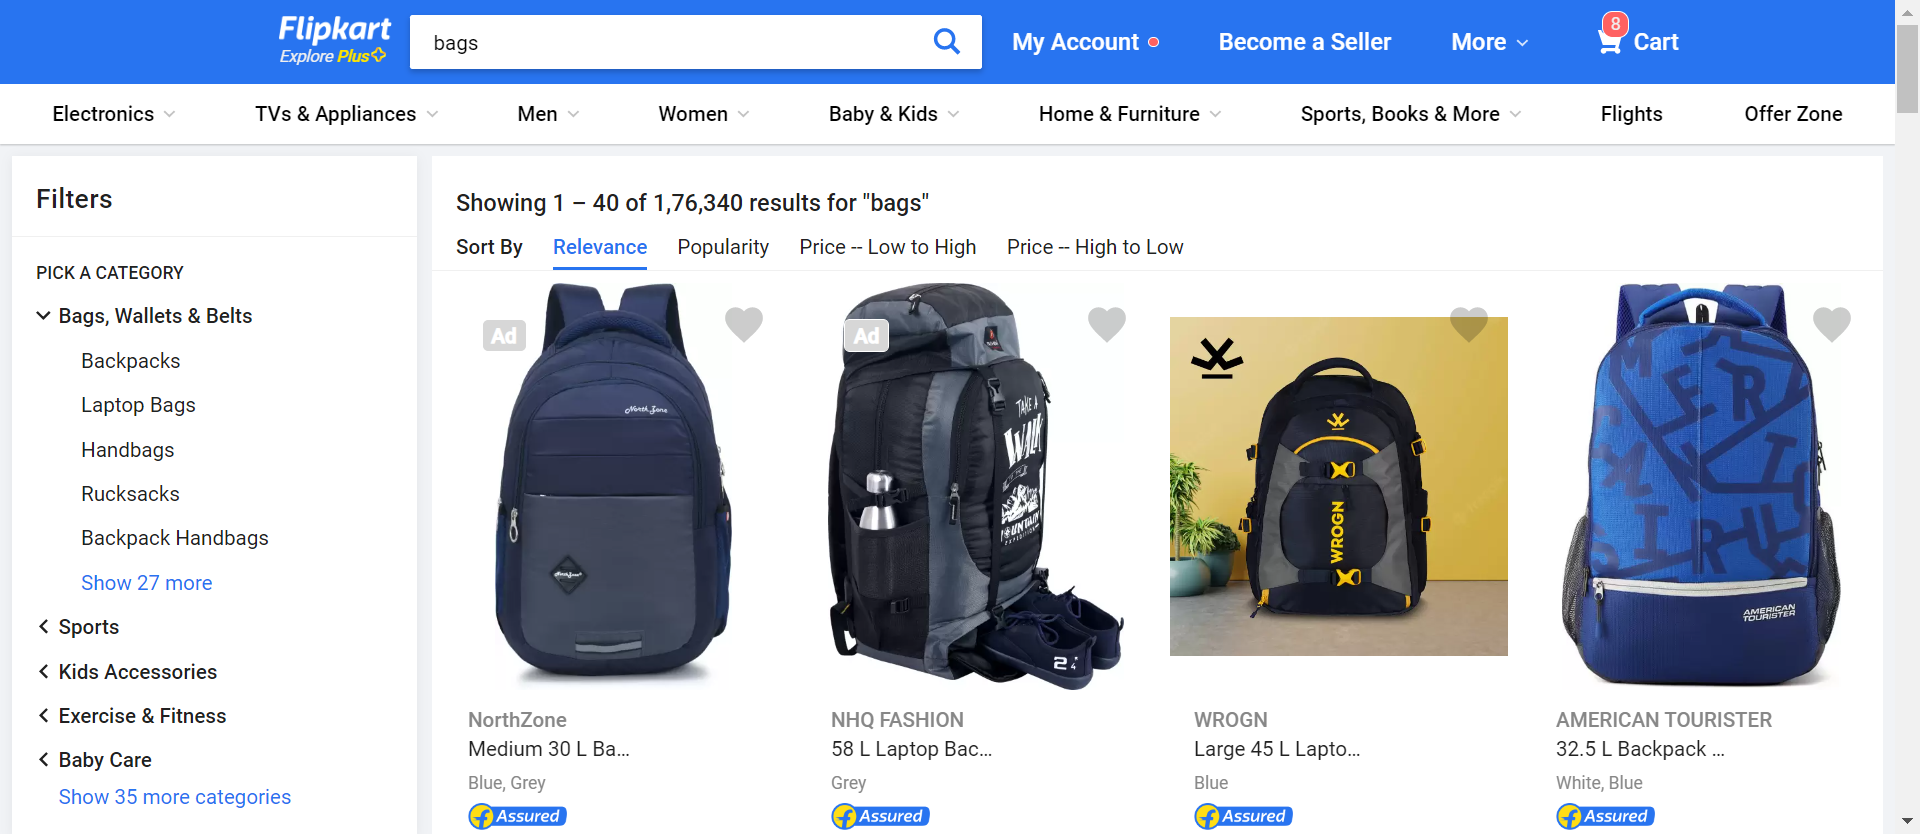 Flipkart
Explore Plus
bags
My Account
Become a Seller
More
8
Cart
Electronics
TVs & Appliances
Men
Women
Baby & Kids
Home & Furniture
Sports, Books & More
Flights
Offer Zone
Filters
PICK A CATEGORY
Bags, Wallets & Belts
Backpacks
Laptop Bags
Handbags
Rucksacks
Backpack Handbags
Show 27 more
Sports
Kids Accessories
Exercise & Fitness
Baby Care
Show 35 more categories
Showing 1 – 40 of 1,76,340 results for "bags"
Sort By
Relevance
Popularity
Price -- Low to High
Price -- High to Low
Ad
North Zone
NorthZone
Medium 30 L Ba...
Blue, Grey
Assured
Ad
TAKE A
WALK
MOUNTAIN
EXPEDITION
24
NHQ FASHION
58 L Laptop Bac...
Grey
Assured
WROGN
WROGN
Large 45 L Lapto...
Blue
Assured
AMERICAN
TOURISTER
AMERICAN TOURISTER
32.5 L Backpack ...
White, Blue
Assured